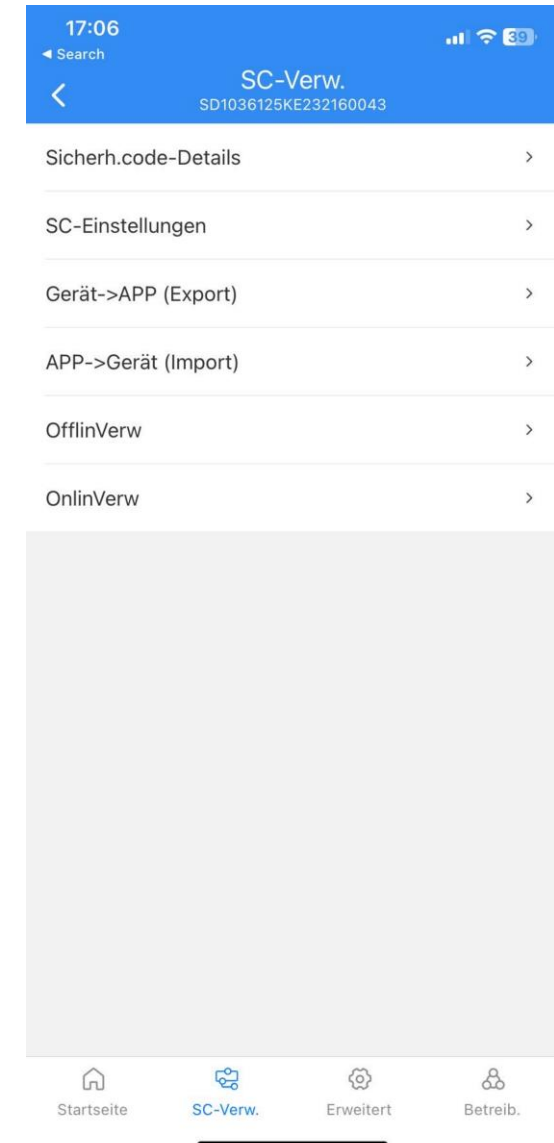 17:06
◀ Search
39
SC-Verw.
SD1036125KE232160043
Sicherh.code-Details
SC-Einstellungen
Gerät->APP (Export)
APP->Gerät (Import)
OfflinVerw
OnlinVerw
Startseite
SC-Verw.
Erweitert
Betreib.